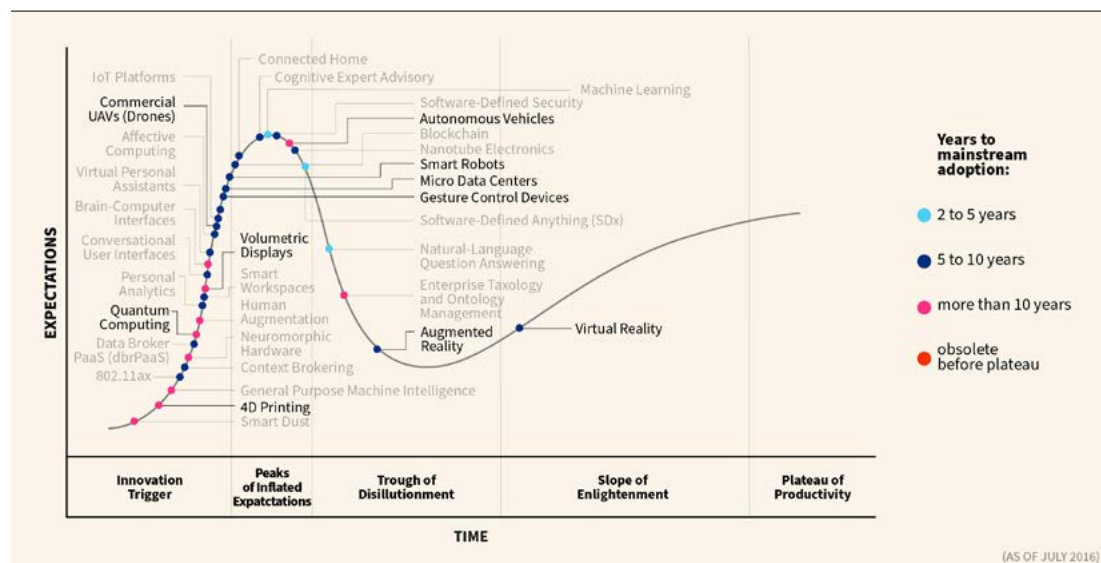 Connected Home
IoT Platforms
Cognitive Expert Advisory
Machine Learning
Commercial
UAVs (Drones)
Software-Defined Security
Autonomous Vehicles
Affective
Computing
Blockchain
Nanotube Electronics
Smart Robots
Virtual Personal
Assistants
Micro Data Centers
Gesture Control Devices
Brain-Computer
Interfaces
Software-Defined Anything (SDx)
Conversational
User Interfaces
Volumetric
Displays
Natural-Language
Question Answering
Personal
Analytics
Smart
Workspaces
Enterprise Taxology
and Ontology
Management
Quantum
Computing
Human
Augmentation
Augmented
Reality
Virtual Reality
Data Broker
PaaS (dbrPaaS)
Neuromorphic
Hardware
802.11ax
Context Brokering
General Purpose Machine Intelligence
4D Printing
Smart Dust
EXPECTATIONS
Innovation
Trigger
Peaks
of Inflated
Expatctations
Trough of
Disillutionment
Slope of
Enlightenment
Plateau of
Productivity
TIME
Years to
mainstream
adoption:
2 to 5 years
5 to 10 years
more than 10 years
obsolete
before plateau
(AS OF JULY 2016)